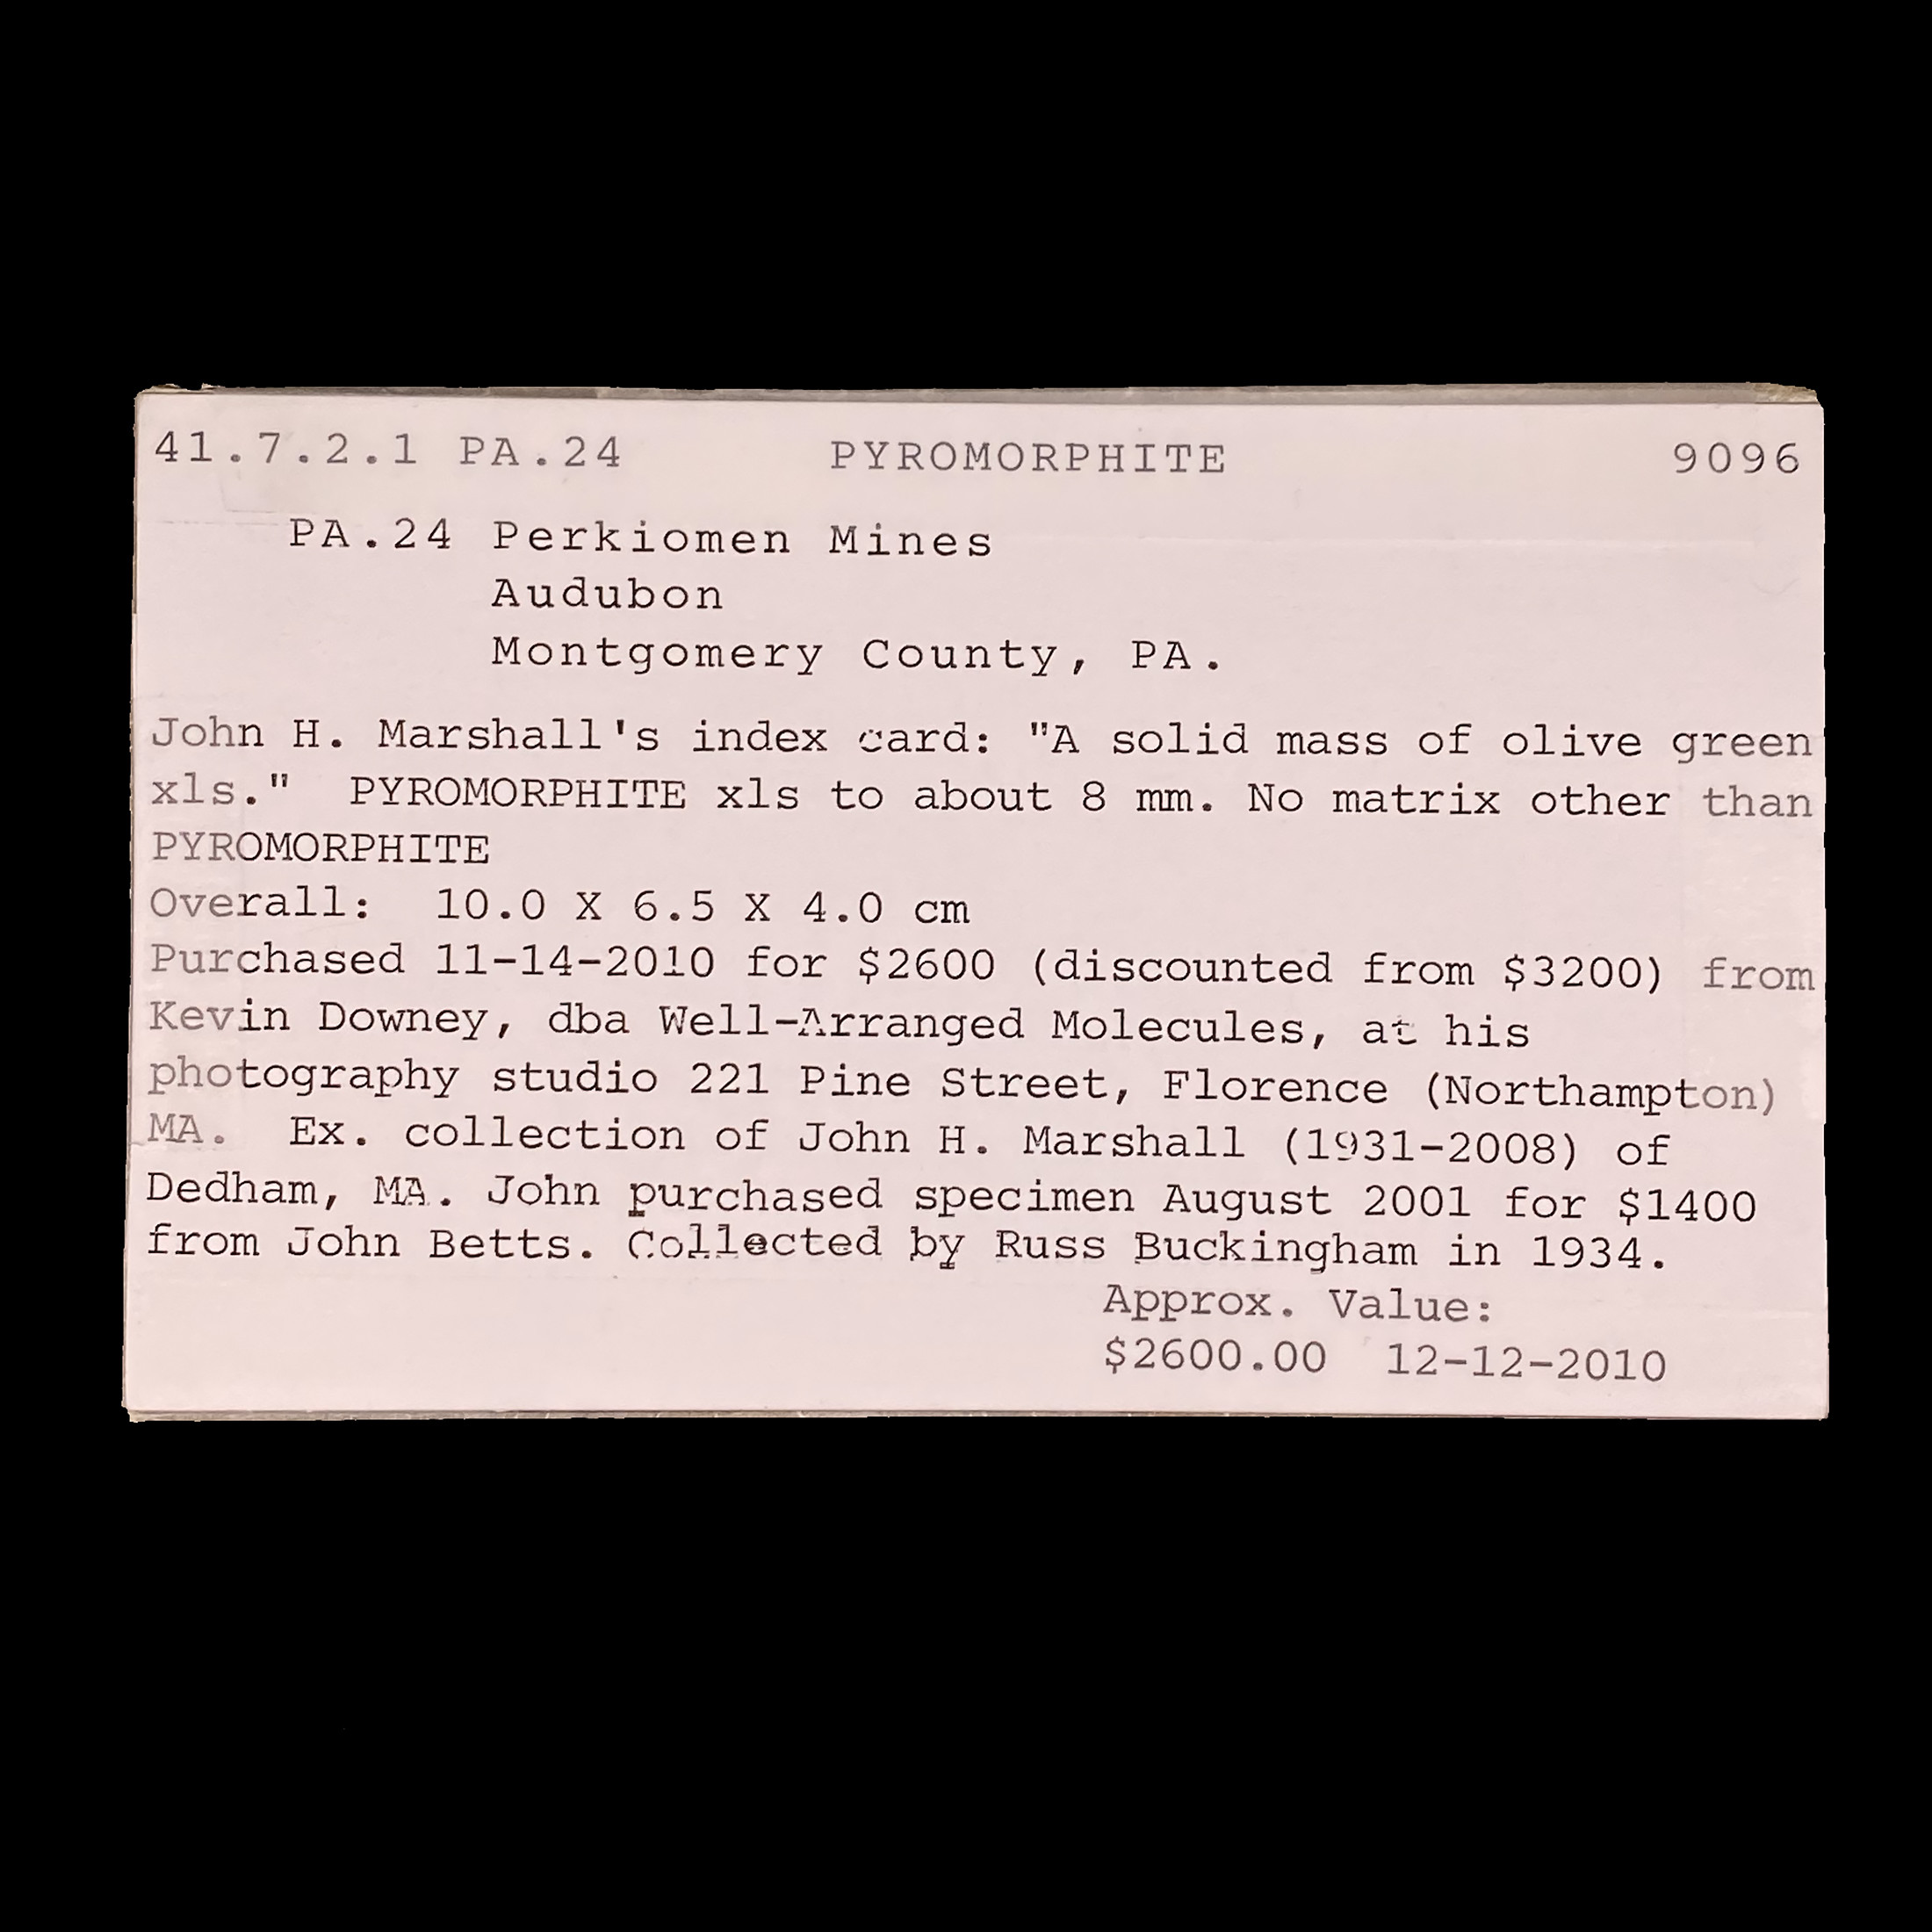 41.7.2.1 PA.24 PYROMORPHITE 9096
PA.24 Perkiomen Mines
Audubon
Montgomery County, PA.
John H. Marshall's index card: "A solid mass of olive green
xls." PYROMORPHITE xls to about 8 mm. No matrix other than
PYROMORPHITE
Overall: 10.0 X 6.5 X 4.0 cm
Purchased 11-14-2010 for $2600 (discounted from $3200) from
Kevin Downey, dba Well-Arranged Molecules, at his
photography studio 221 Pine Street, Florence (Northampton)
MA. Ex. collection of John H. Marshall (1931-2008) of
Dedham, MA. John purchased specimen August 2001 for $1400
from John Betts. Collected by Russ Buckingham in 1934.
Approx. Value:
$2600.00 12-12-2010